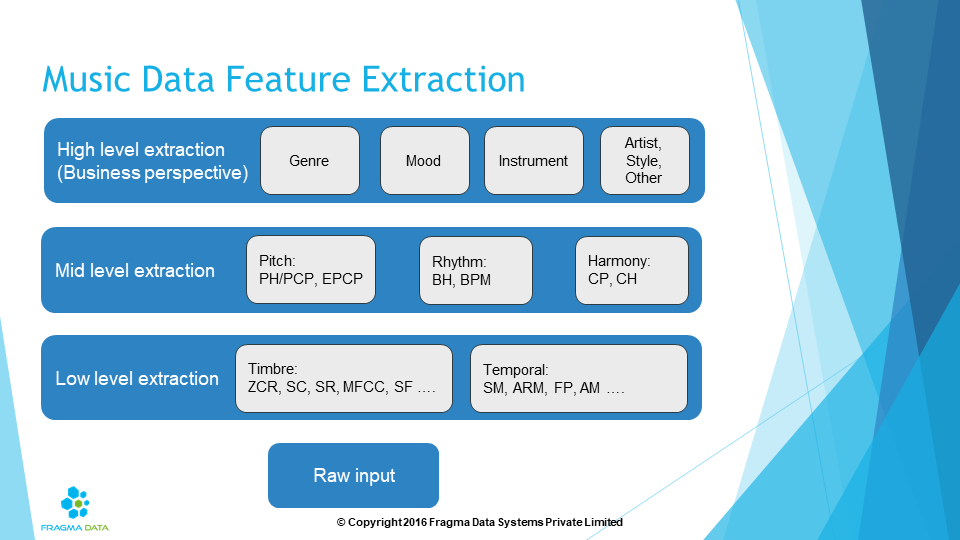 Music Data Feature Extraction
High level extraction
(Business perspective)
Genre
Mood
Instrument
Artist,
Style,
Other
Mid level extraction
Pitch:
PH/PCP, EPCP
Rhythm:
BH, BPM
Harmony:
CP, CH
Low level extraction
Timbre:
ZCR, SC, SR, MFCC, SF ….
Temporal:
SM, ARM, FP, AM ….
Raw input
FRAGMA DATA
© Copyright 2016 Fragma Data Systems Private Limited